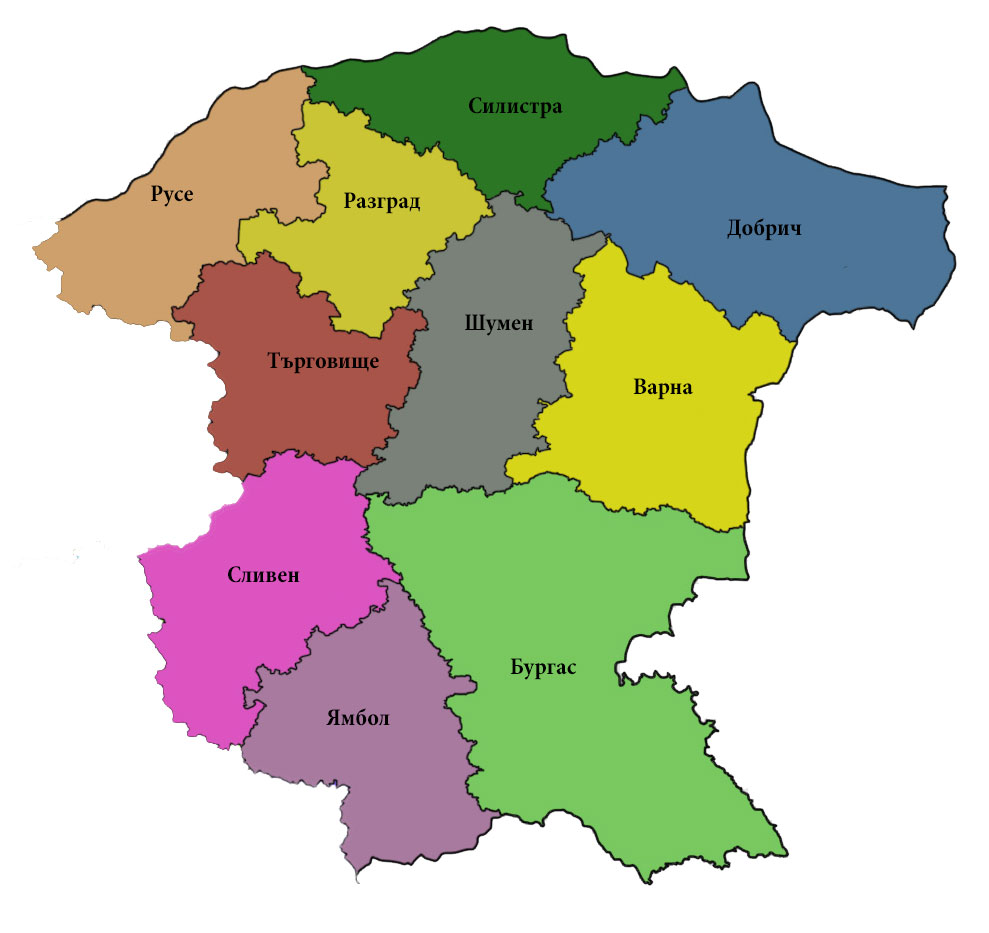 Силистра
Русе
Разград
Добрич
Шумен
Търговище
Варна
Сливен
Бургас
Ямбол